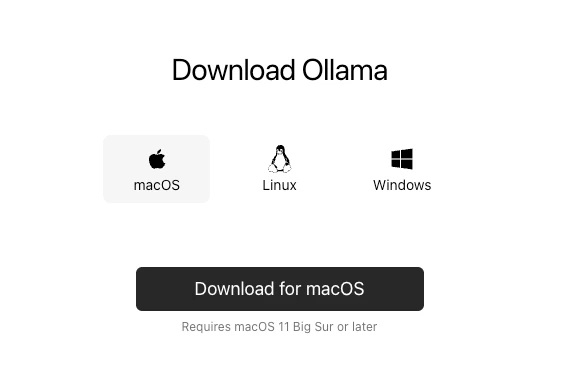 Download Ollama
macOS
Linux
Windows
Download for macOS
Requires macOS 11 Big Sur or later